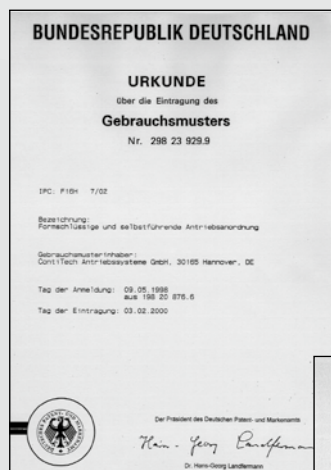 BUNDESREPUBLIK DEUTSCHLAND
URKUNDE
über die Eintragung des
Gebrauchsmusters
Nr. 298 23 929.9
IPC: F16H 7/02
Bezeichnung:
Formschlüssige und selbstführende Antriebsanordnung
Gebrauchsmusterinhaber:
ContiTech Antriebssysteme GmbH, 30165 Hannover, DE
Tag der Anmeldung: 09.05.1998
aus 198 20 876.6
Tag der Eintragung: 03.02.2000
Der Präsident des Deutschen Patent- und Markenamts
Hans-Georg Landfermann
Dr. Hans-Georg Landfermann